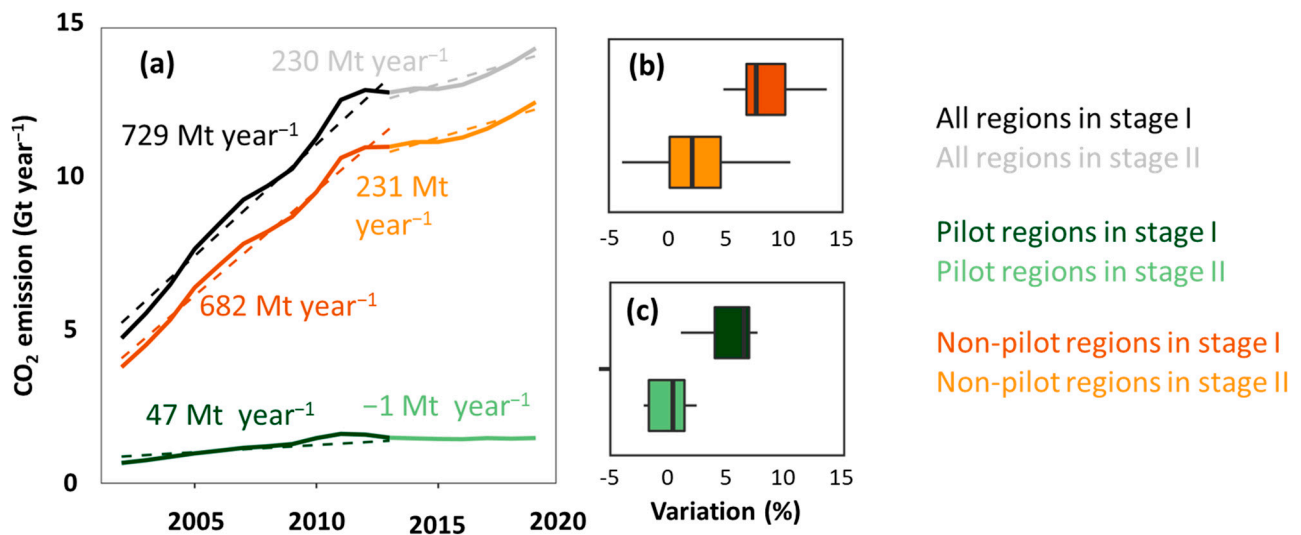 15
10
5
0
CO₂ emission (Gt year⁻¹)
(a)
230 Mt year⁻¹
729 Mt year⁻¹
231 Mt
year⁻¹
682 Mt year⁻¹
47 Mt year⁻¹
−1 Mt year⁻¹
2005
2010
2015
2020
(b)
-5
0
5
10
15
(c)
-5
0
5
10
15
Variation (%)
All regions in stage I
All regions in stage II
Pilot regions in stage I
Pilot regions in stage II
Non-pilot regions in stage I
Non-pilot regions in stage II